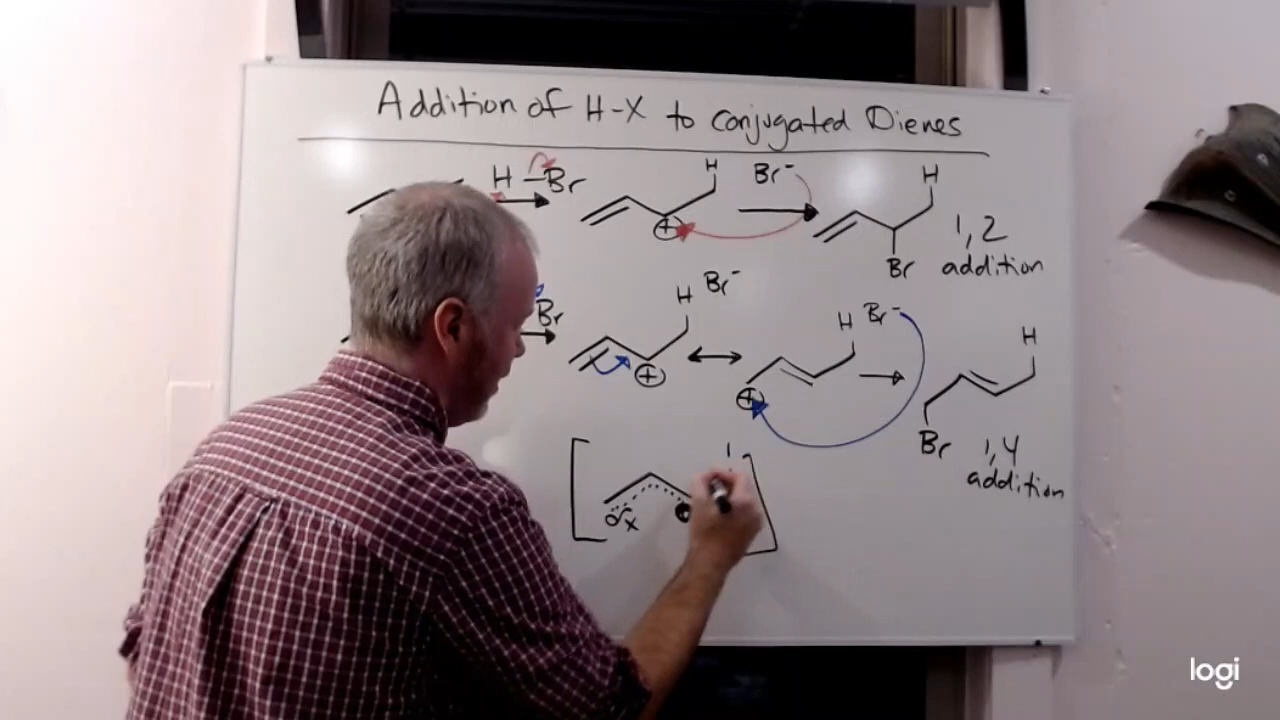 Addition of H-X to Conjugated Dienes
H-Br H Br- H 1,2
+ Br addition
Br H Br- H Br- H
+ +
Br 1,4
addition
H
δ x
logi